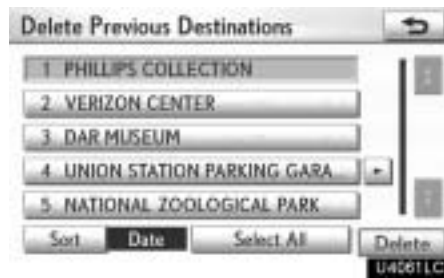 Delete Previous Destinations
1 PHILLIPS COLLECTION
2 VERIZON CENTER
3 DAR MUSEUM
4 UNION STATION PARKING GARA
5 NATIONAL ZOOLOGICAL PARK
Sort Date Select All Delete
U4061LC